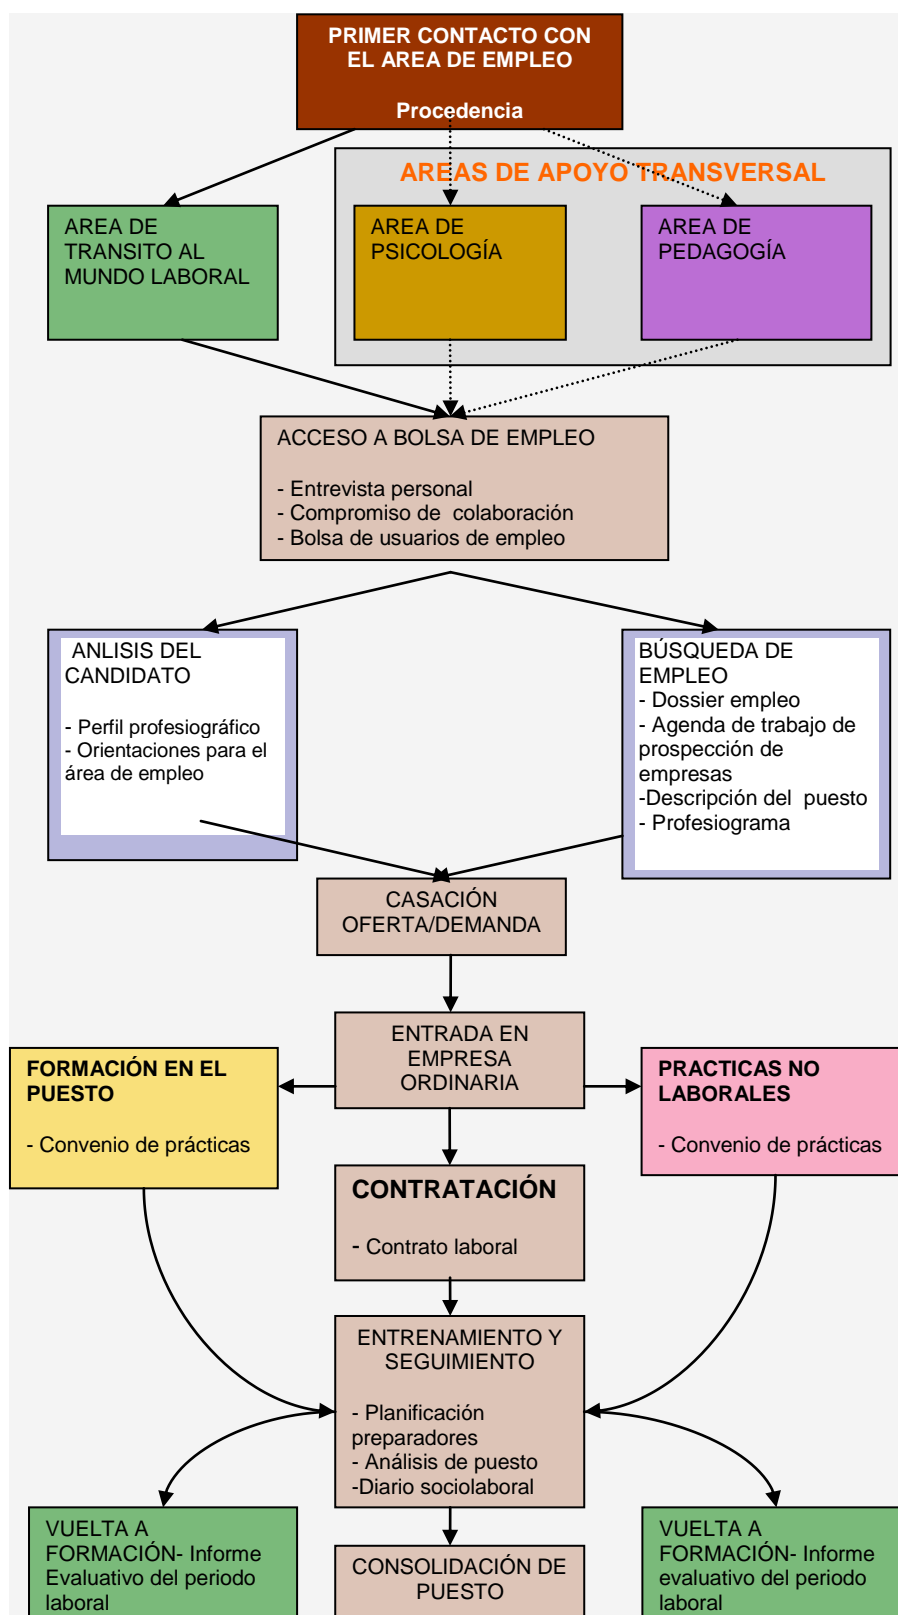 PRIMER CONTACTO CON
EL AREA DE EMPLEO
Procedencia
AREAS DE APOYO TRANSVERSAL
AREA DE
TRANSITO AL
MUNDO LABORAL
AREA DE
PSICOLOGÍA
AREA DE
PEDAGOGÍA
ACCESO A BOLSA DE EMPLEO
- Entrevista personal
- Compromiso de colaboración
- Bolsa de usuarios de empleo
ANLISIS DEL
CANDIDATO
- Perfil profesiográfico
- Orientaciones para el
área de empleo
BÚSQUEDA DE
EMPLEO
- Dossier empleo
- Agenda de trabajo de
prospección de
empresas
-Descripción del puesto
- Profesiograma
CASACIÓN
OFERTA/DEMANDA
ENTRADA EN
EMPRESA
ORDINARIA
FORMACIÓN EN EL
PUESTO
- Convenio de prácticas
PRACTICAS NO
LABORALES
- Convenio de prácticas
CONTRATACIÓN
- Contrato laboral
ENTRENAMIENTO Y
SEGUIMIENTO
- Planificación
preparadores
- Análisis de puesto
-Diario sociolaboral
VUELTA A
FORMACIÓN- Informe
Evaluativo del periodo
laboral
CONSOLIDACIÓN DE
PUESTO
VUELTA A
FORMACIÓN- Informe
evaluativo del periodo
laboral